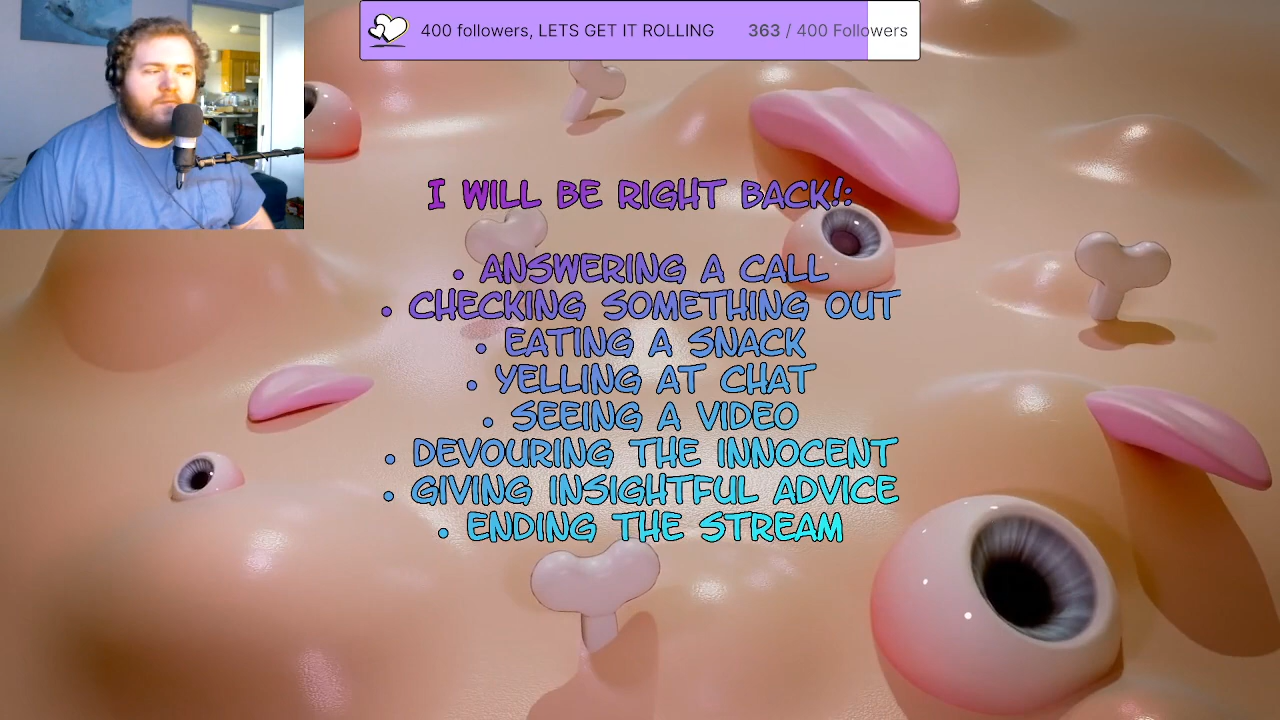 400 followers, LETS GET IT ROLLING 363 / 400 Followers
I WILL BE RIGHT BACK!:
• ANSWERING A CALL
• CHECKING SOMETHING OUT
• EATING A SNACK
• YELLING AT CHAT
• SEEING A VIDEO
• DEVOURING THE INNOCENT
• GIVING INSIGHTFUL ADVICE
• ENDING THE STREAM